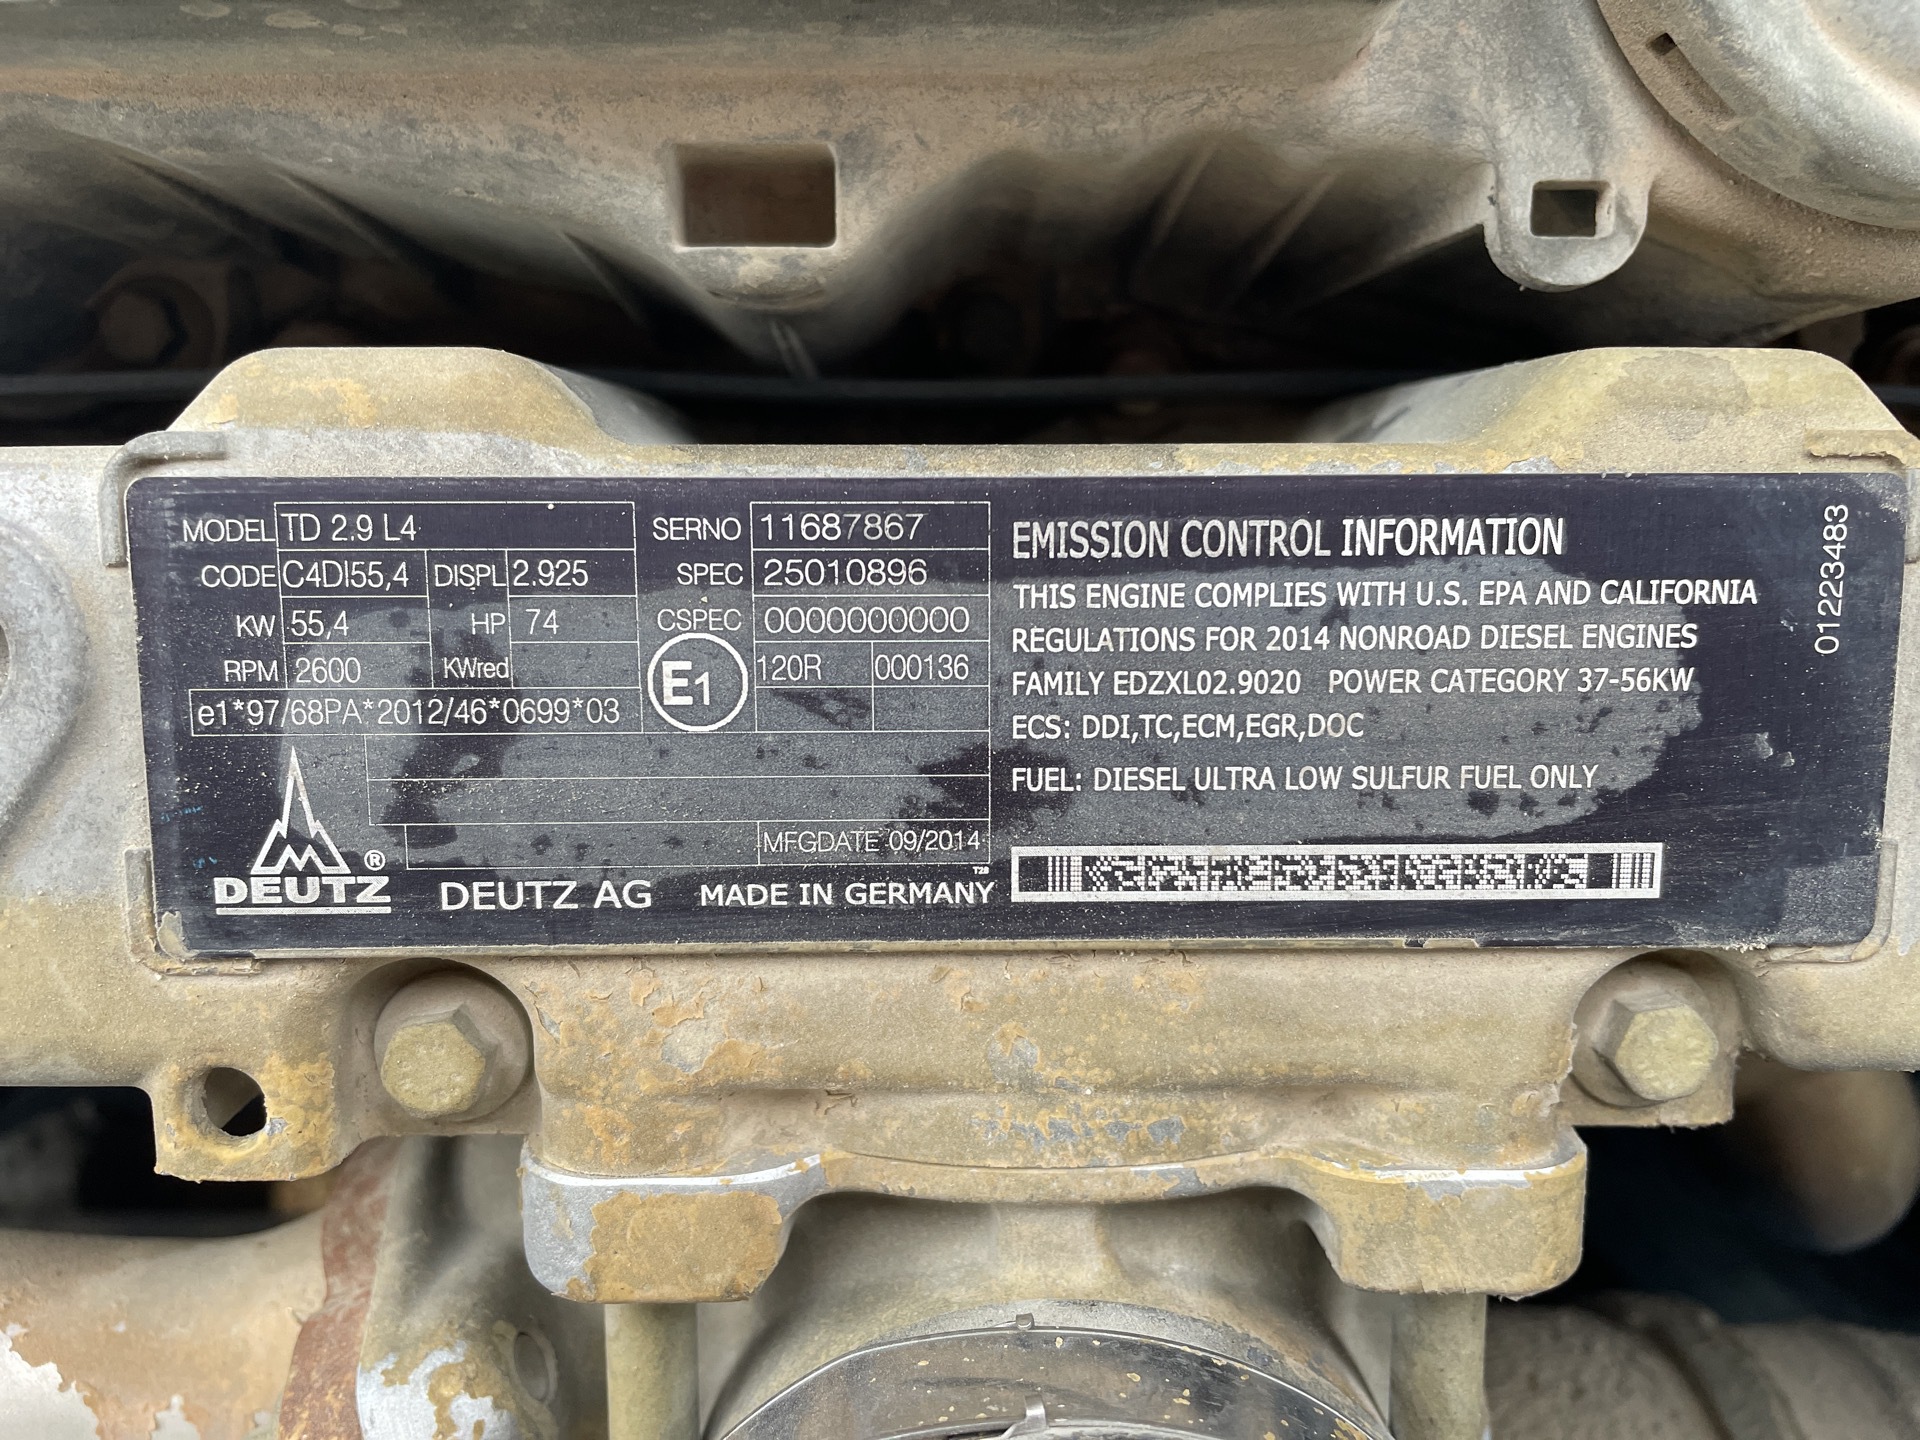 MODEL TD 2.9 L4
CODE C4DI55,4 DISPL 2.925
KW 55,4 HP 74
RPM 2600 KWred
e1*97/68PA*2012/46*0699*03
SERNO 11687867
SPEC 25010896
CSPEC 0000000000
E1 120R 000136
MFGDATE 09/2014
T28
DEUTZ ® DEUTZ AG MADE IN GERMANY
EMISSION CONTROL INFORMATION
THIS ENGINE COMPLIES WITH U.S. EPA AND CALIFORNIA
REGULATIONS FOR 2014 NONROAD DIESEL ENGINES
FAMILY EDZXL02.9020 POWER CATEGORY 37-56KW
ECS: DDI,TC,ECM,EGR,DOC
FUEL: DIESEL ULTRA LOW SULFUR FUEL ONLY
01223483